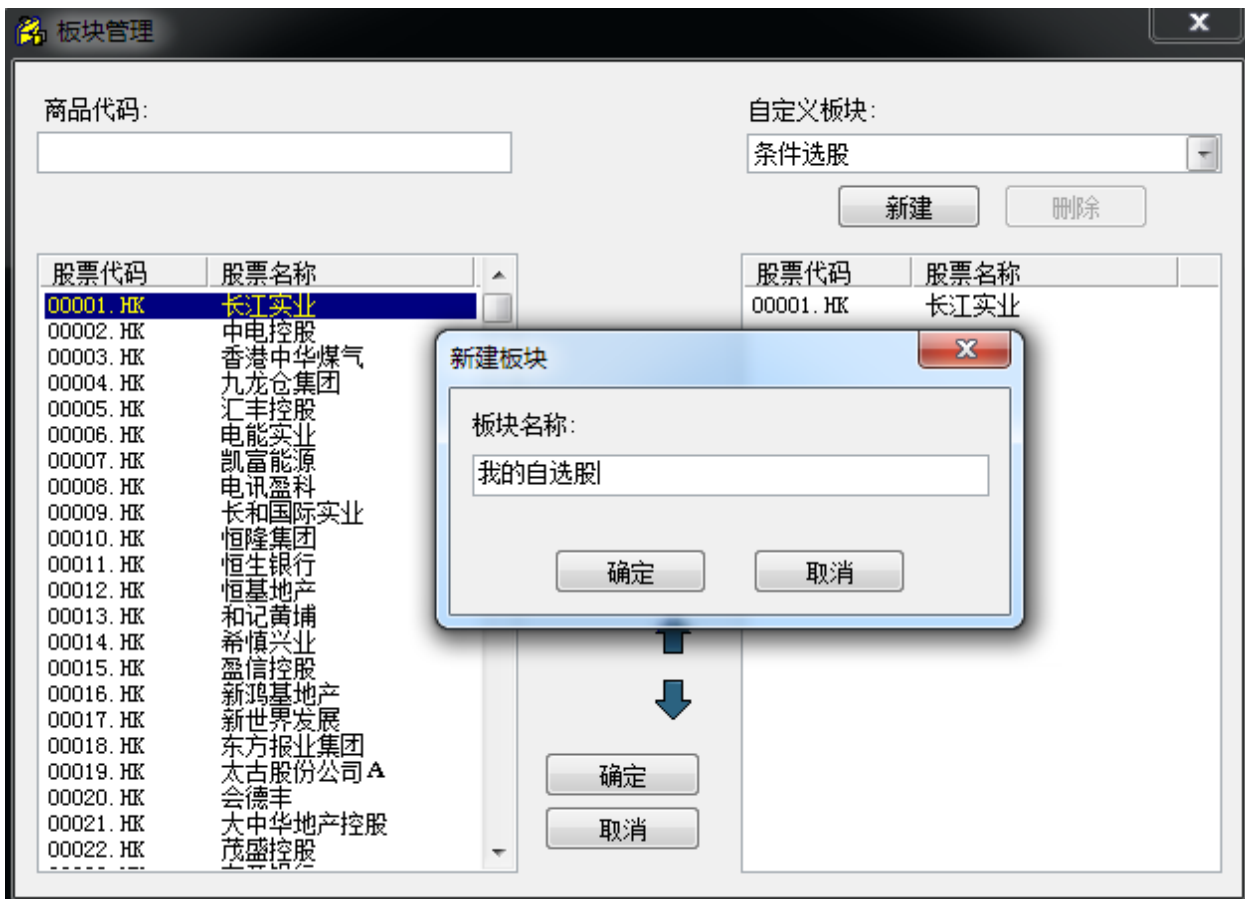 板块管理
商品代码:
自定义板块:
条件选股
新建 删除
股票代码 股票名称
00001.HK 长江实业
00002.HK 中电控股
00003.HK 香港中华煤气
00004.HK 九龙仓集团
00005.HK 汇丰控股
00006.HK 电能实业
00007.HK 凯富能源
00008.HK 电讯盈科
00009.HK 长和国际实业
00010.HK 恒隆集团
00011.HK 恒生银行
00012.HK 恒基地产
00013.HK 和记黄埔
00014.HK 希慎兴业
00015.HK 盈信控股
00016.HK 新鸿基地产
00017.HK 新世界发展
00018.HK 东方报业集团
00019.HK 太古股份公司A
00020.HK 会德丰
00021.HK 大中华地产控股
00022.HK 茂盛控股
股票代码 股票名称
00001.HK 长江实业
新建板块
板块名称:
我的自选股
确定 取消
确定
取消